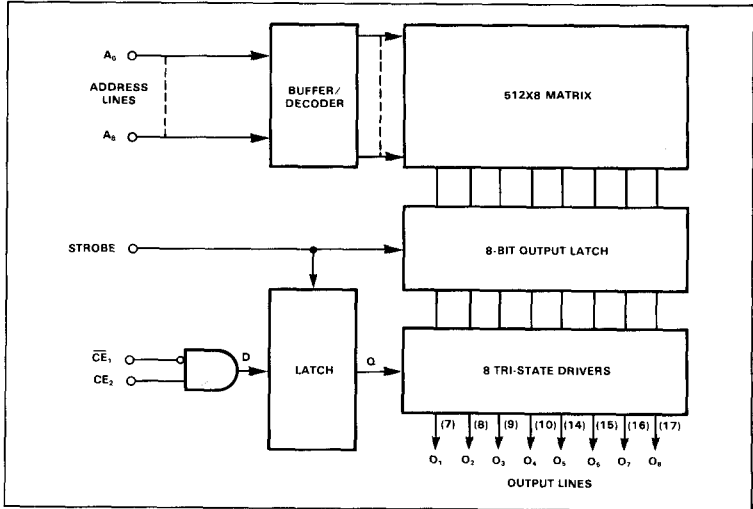 A₀
ADDRESS
LINES
A₈
BUFFER/
DECODER
512X8 MATRIX
STROBE
8-BIT OUTPUT LATCH
CE₁
CE₂
D
LATCH
Q
8 TRI-STATE DRIVERS
(7) (8) (9) (10) (14) (15) (16) (17)
O₁ O₂ O₃ O₄ O₅ O₆ O₇ O₈
OUTPUT LINES